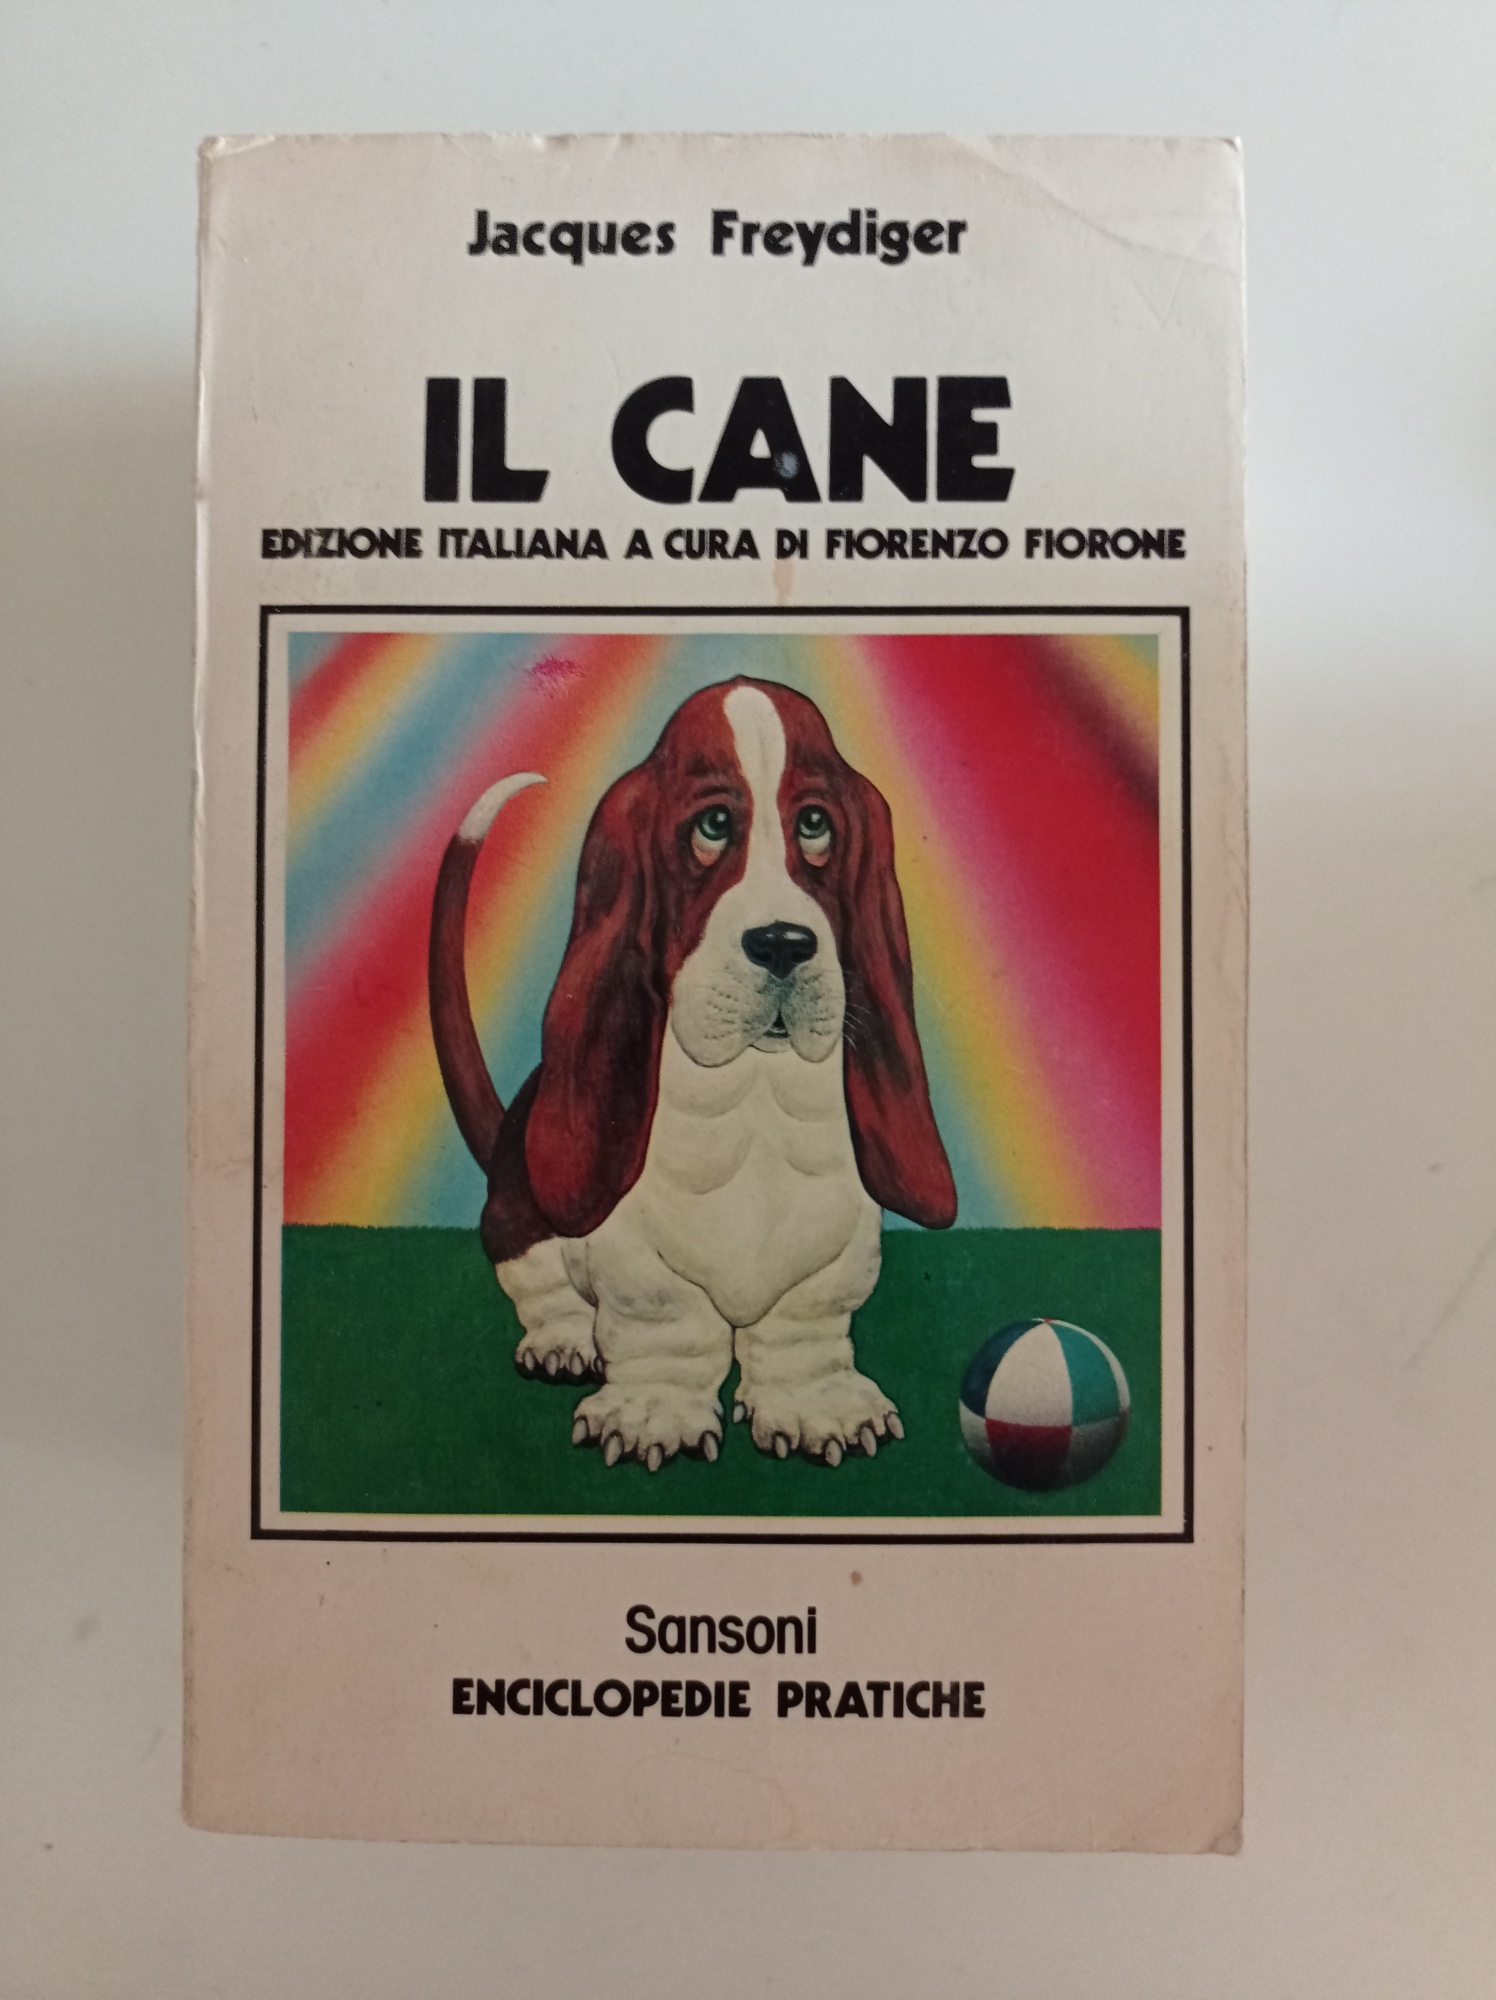 Jacques Freydiger
IL CANE
EDIZIONE ITALIANA A CURA DI FIORENZO FIORONE
Sansoni
ENCICLOPEDIE PRATICHE